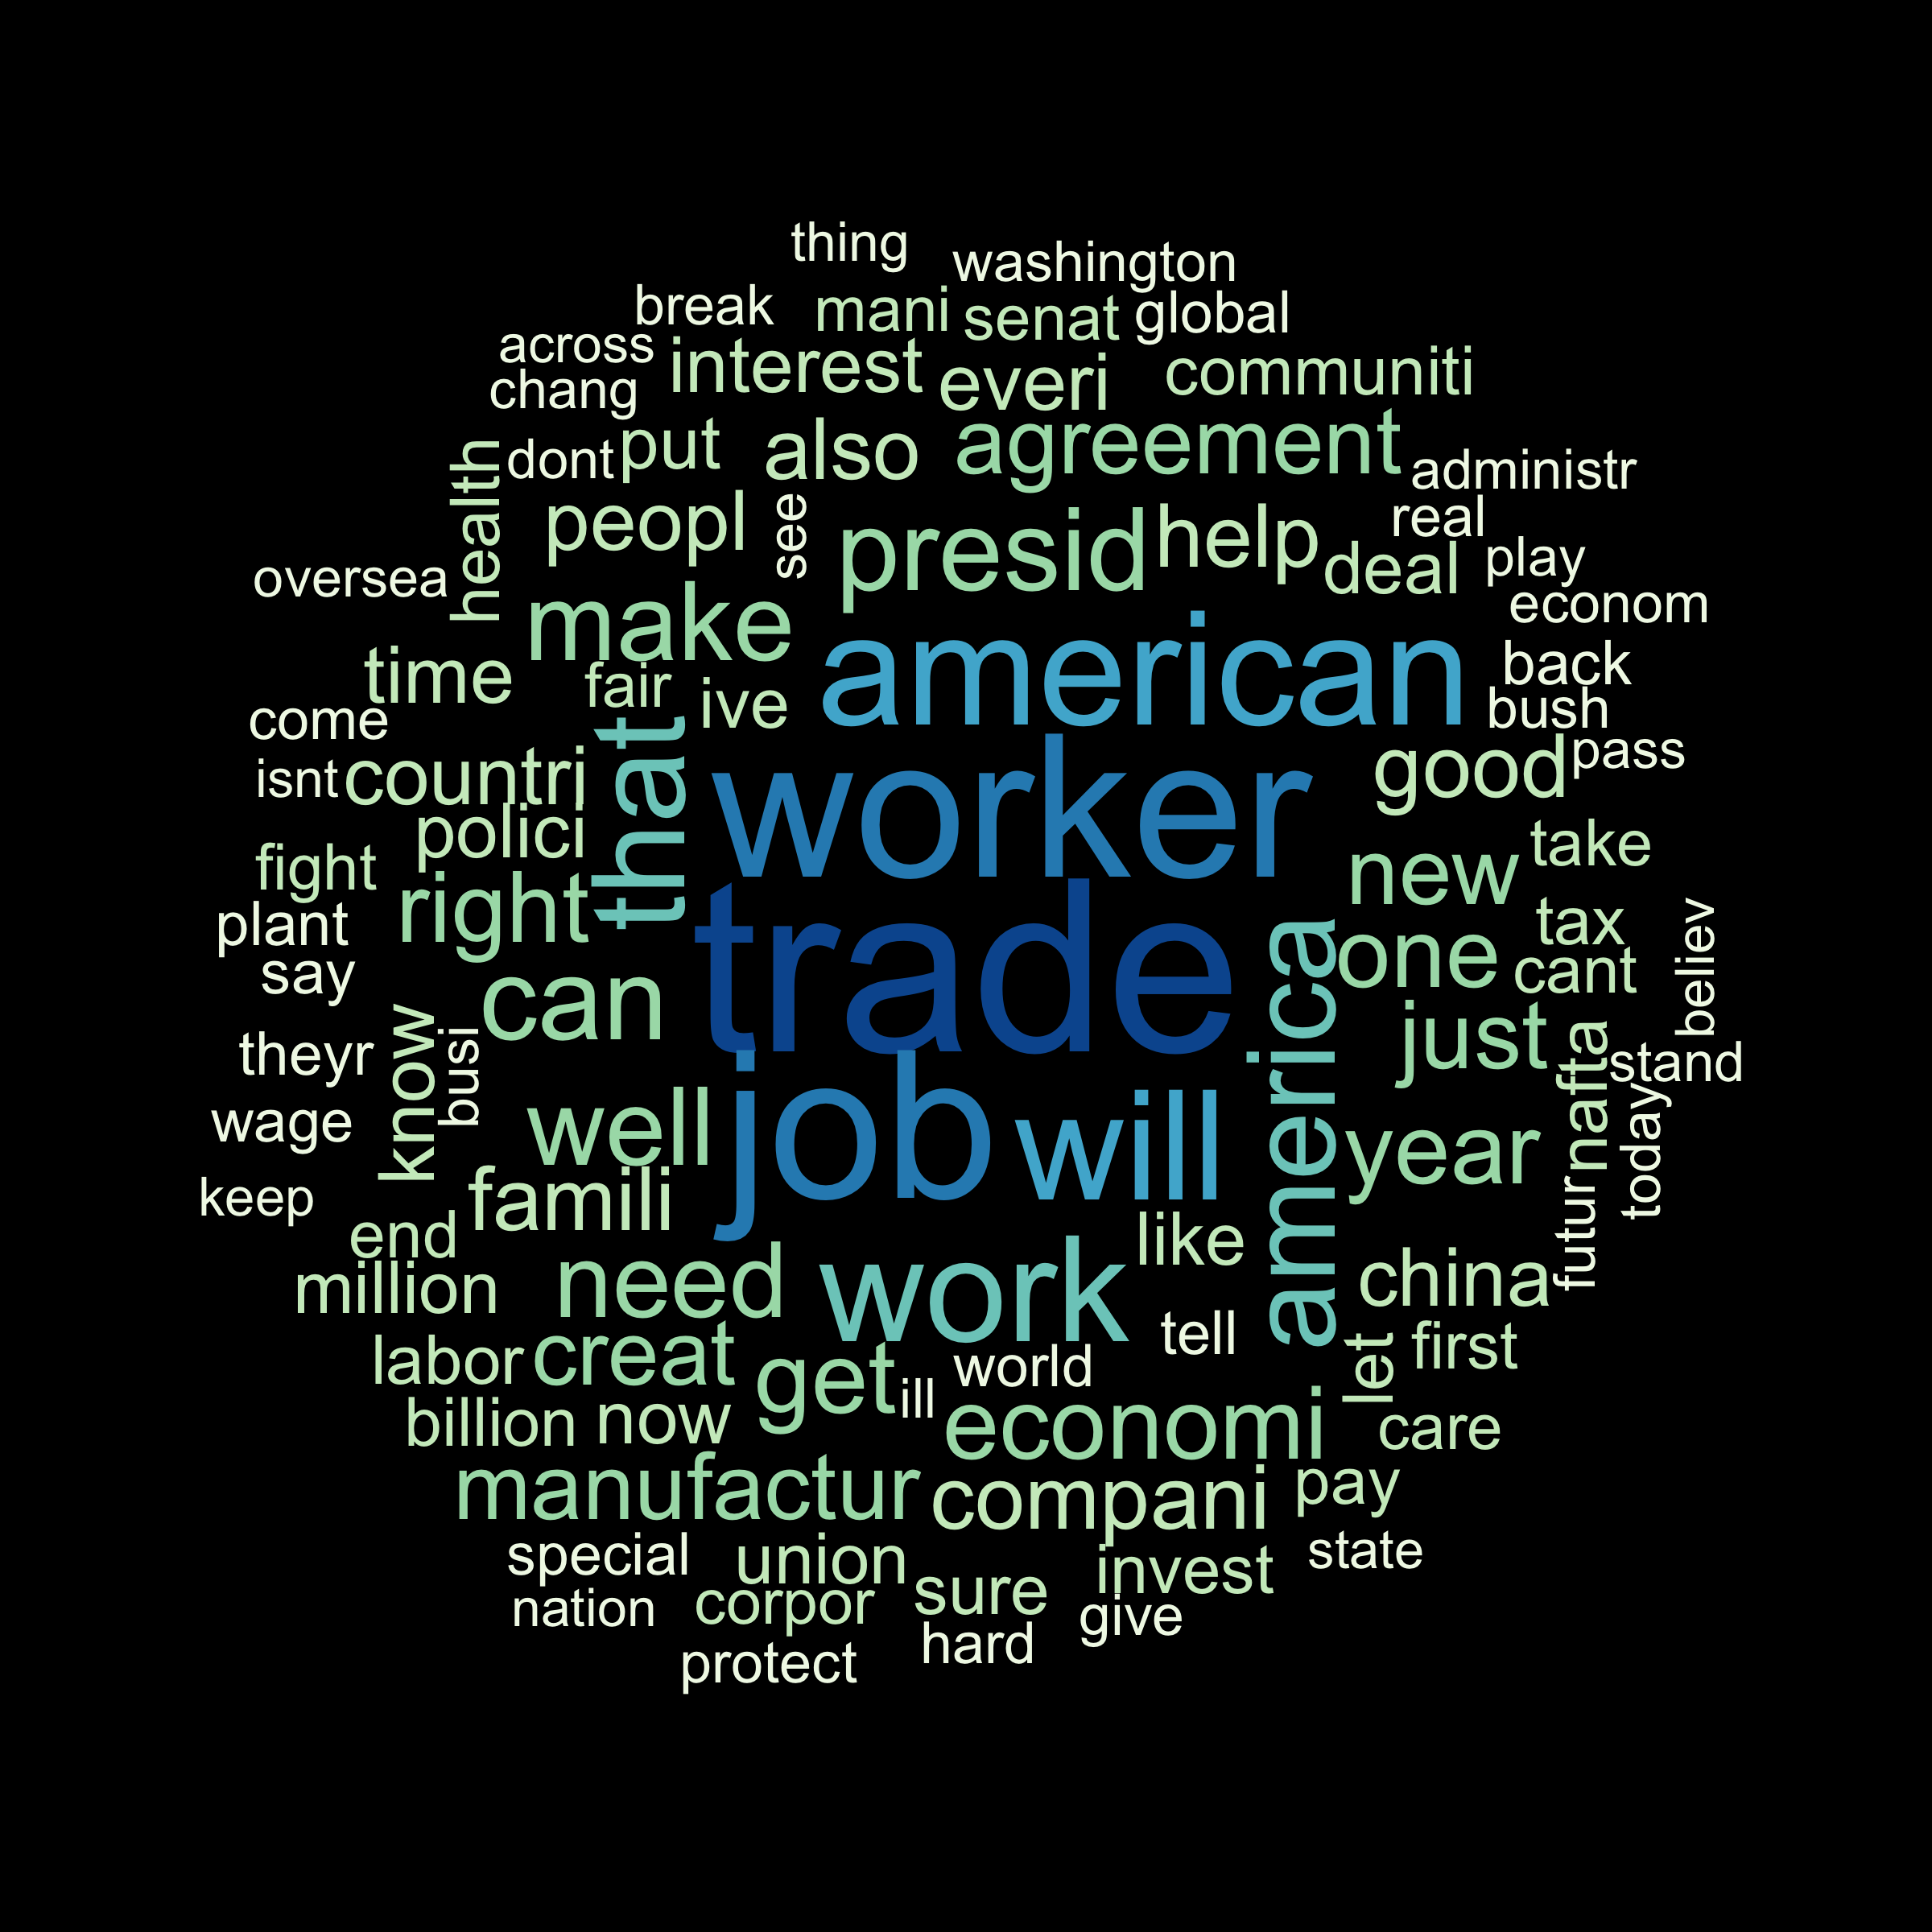 thing
washington
break
mani
senat
global
across
interest
everi
communiti
chang
dont
put
also
agreement
health
administr
peopl
see
presid
help
real
deal
play
oversea
make
econom
time
fair
ive
american
back
come
bush
isnt
countri
that
worker
good
pass
polici
fight
right
new
take
plant
say
can
trade
america
one
tax
cant
believ
theyr
know
busi
just
nafta
stand
wage
well
job
will
year
today
keep
famili
end
like
futur
million
need
work
china
labor
creat
get
ill
world
tell
let
first
billion
now
economi
care
manufactur
compani
pay
special
union
invest
state
nation
corpor
sure
give
protect
hard